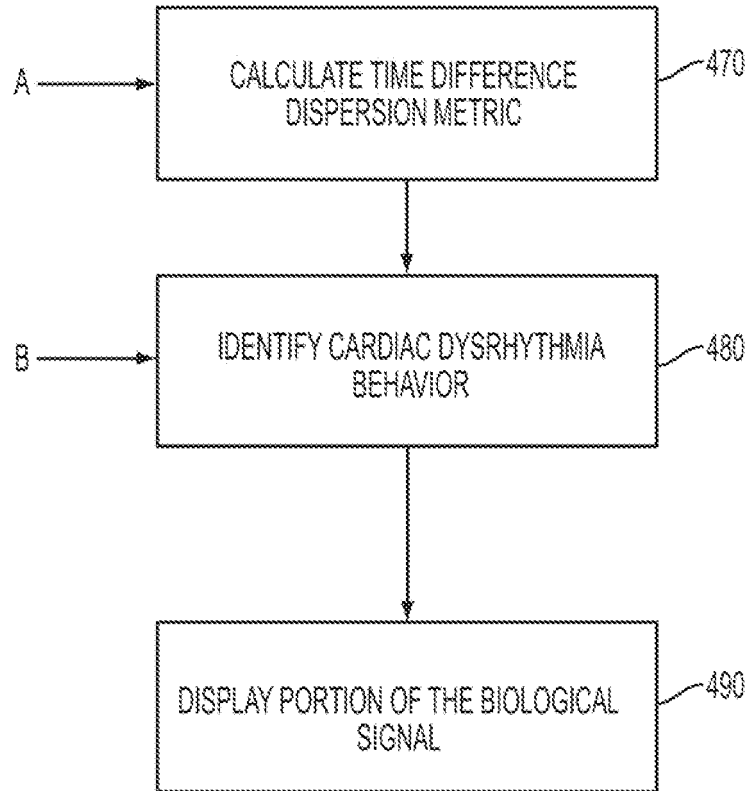 A
CALCULATE TIME DIFFERENCE
DISPERSION METRIC
470
B
IDENTIFY CARDIAC DYSRHYTHMIA
BEHAVIOR
480
DISPLAY PORTION OF THE BIOLOGICAL
SIGNAL
490